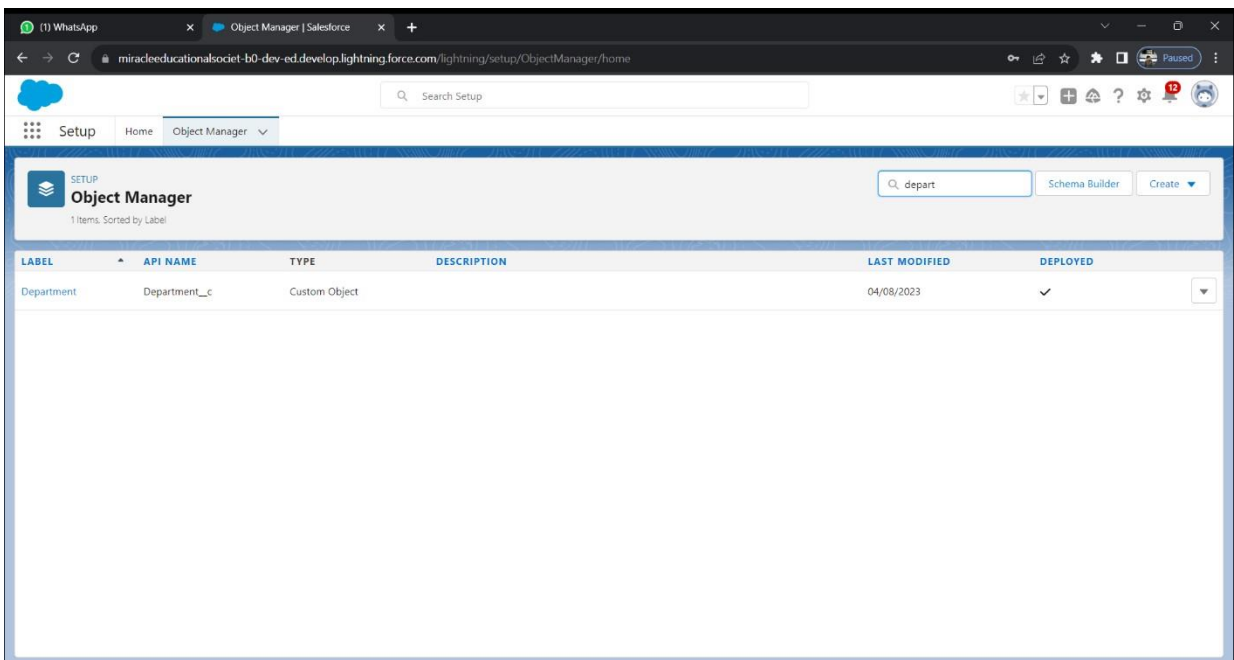 (1) WhatsApp
Object Manager | Salesforce
miracleeducationalsociet-b0-dev-ed.develop.lightning.force.com/lightning/setup/ObjectManager/home
Paused
Search Setup
12
Setup Home Object Manager
SETUP
Object Manager
1 Items, Sorted by Label
depart
Schema Builder
Create
LABEL API NAME TYPE DESCRIPTION LAST MODIFIED DEPLOYED
Department Department__c Custom Object 04/08/2023